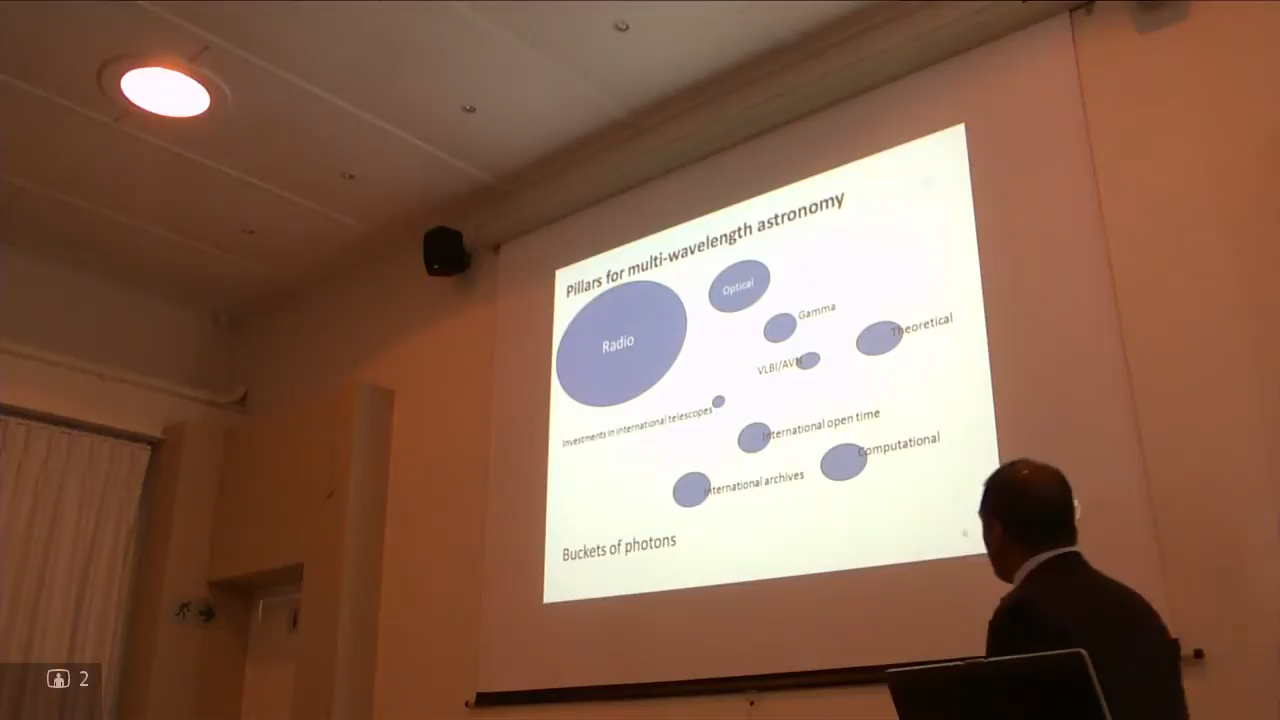 Pillars for multi-wavelength astronomy
Optical
Radio
Gamma
Theoretical
VLBI/AVN
Investments in international telescopes
International open time
Computational
International archives
Buckets of photons
2